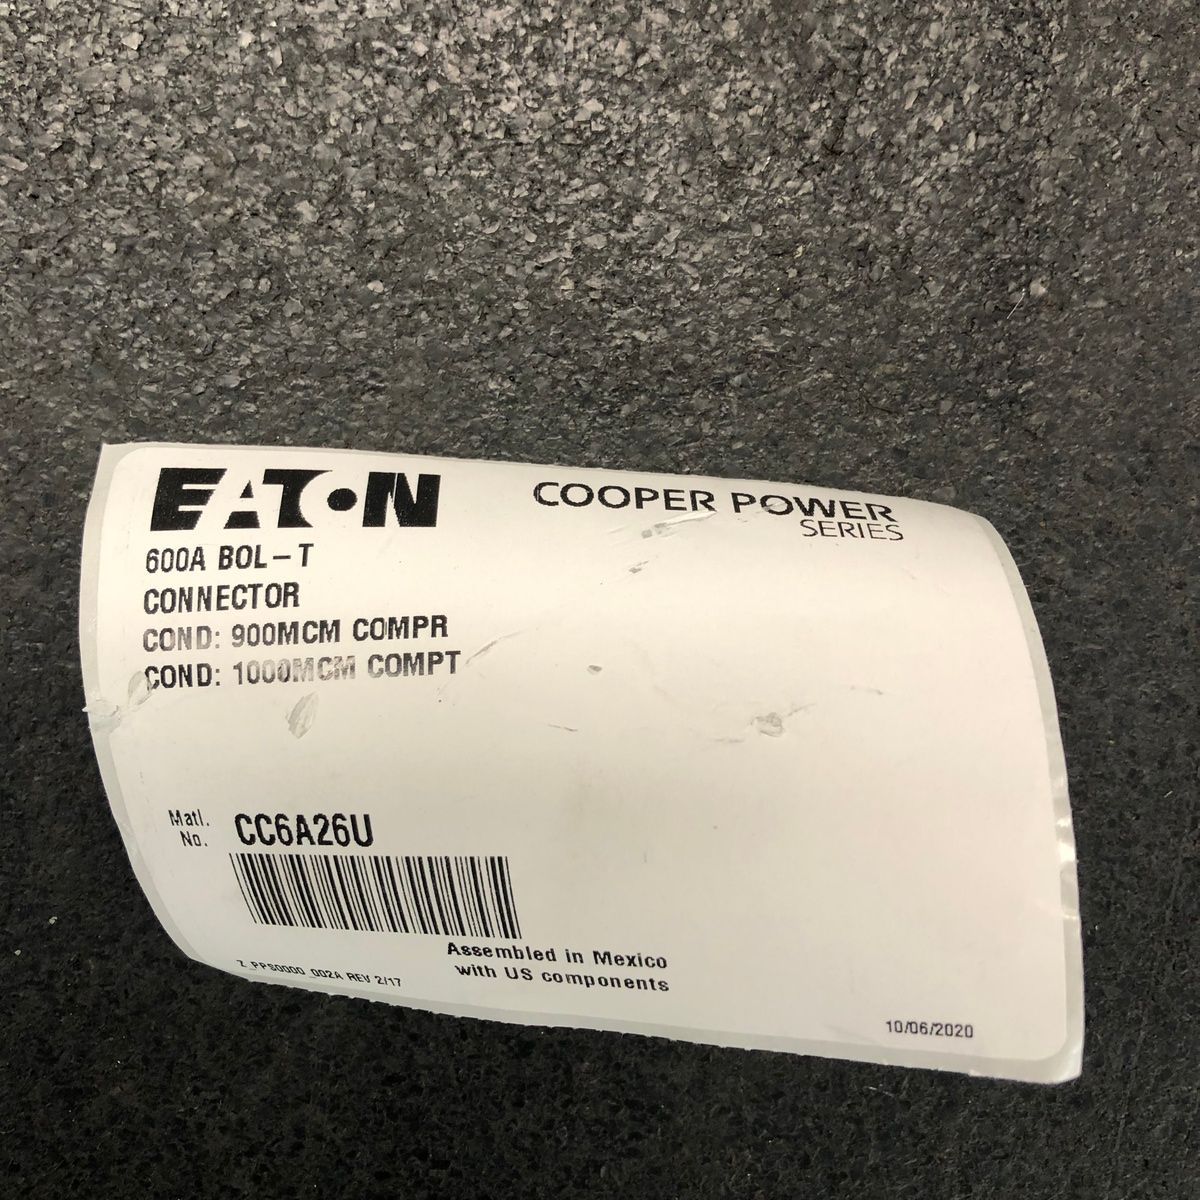 EATON
COOPER POWER
SERIES
600A BOL-T
CONNECTOR
COND: 900MCM COMPR
COND: 1000MCM COMPT
Matl.
No.
CC6A26U
Assembled in Mexico
with US components
Z_PPS0000_002A REV 2/17
10/06/2020